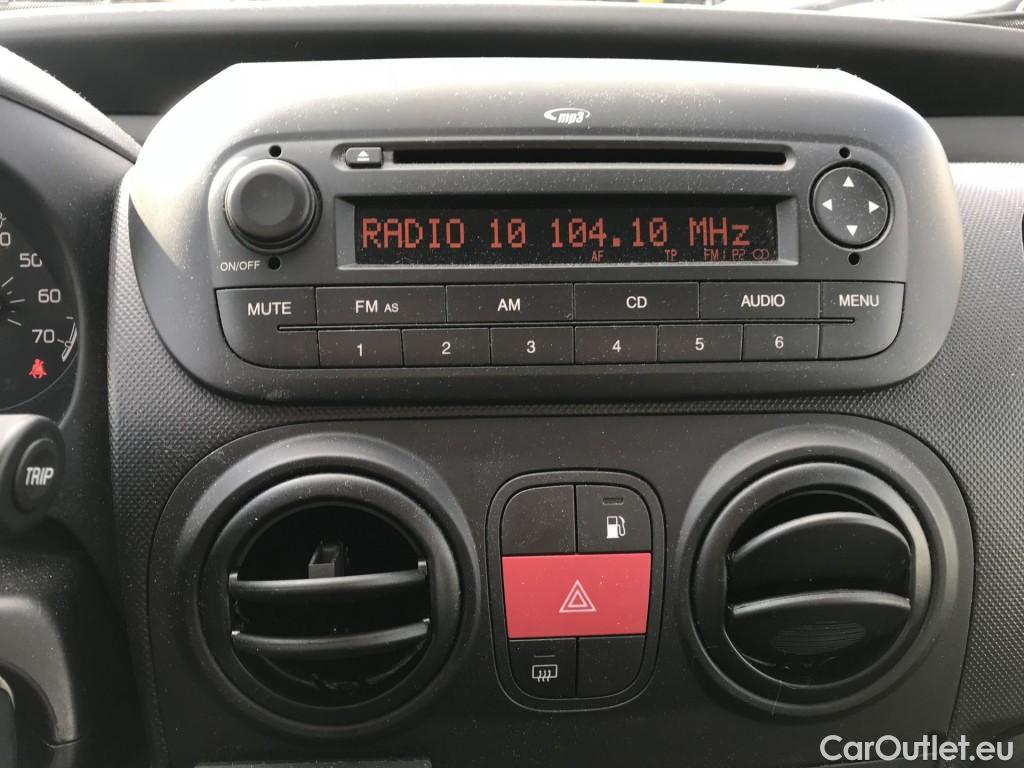 mp3
RADIO 10 104.10 MHz
AF TP FM P2
ON/OFF
MUTE FM AS AM CD AUDIO MENU
1 2 3 4 5 6
50
60
70
TRIP
CarOutlet.eu